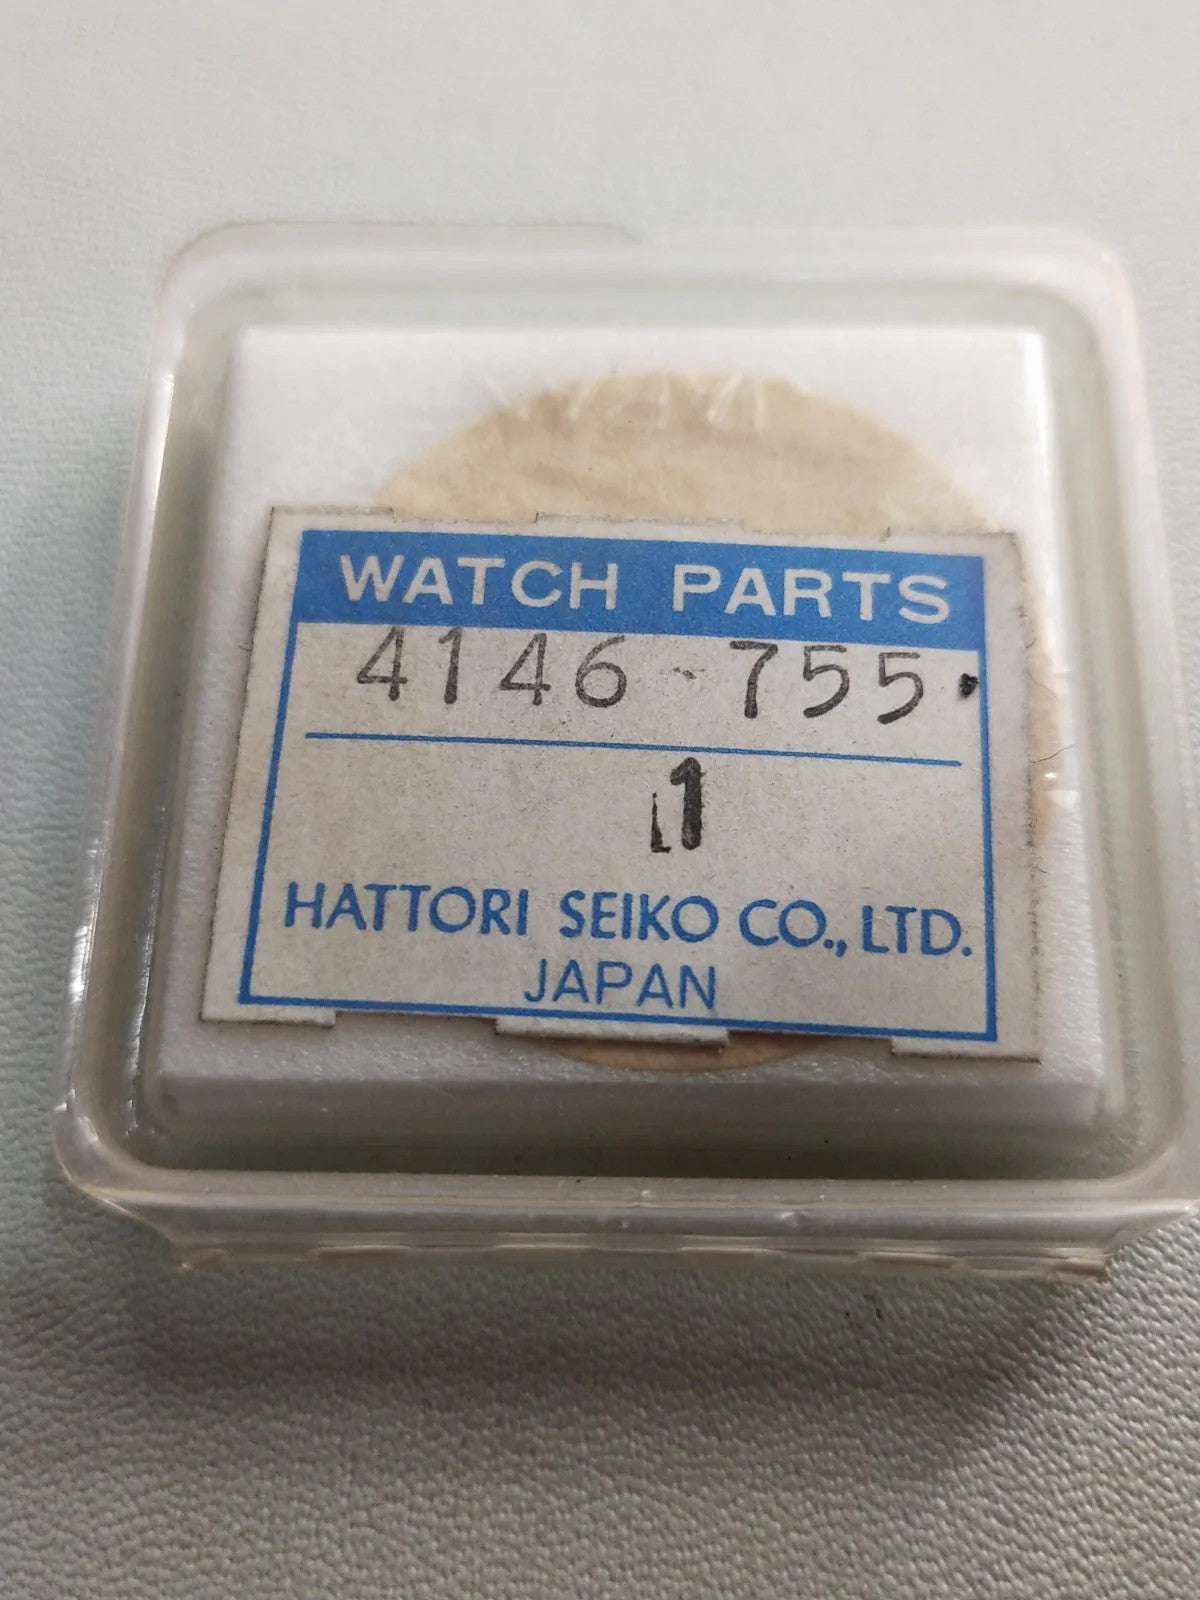 WATCH PARTS
4146-755
1
HATTORI SEIKO CO., LTD.
JAPAN